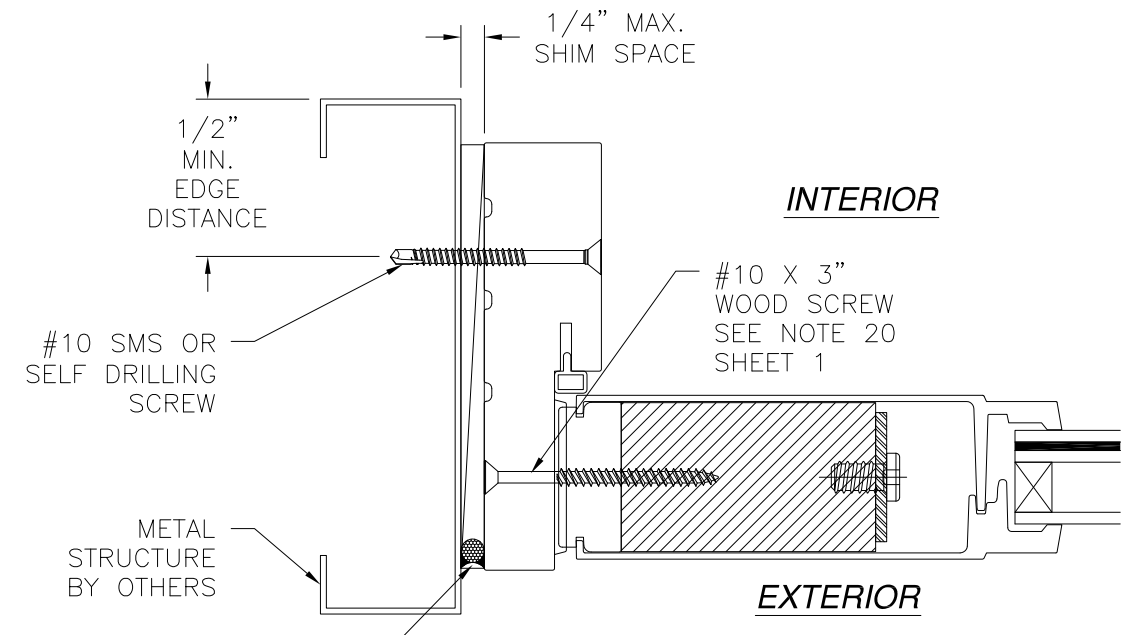 1/4” MAX.
SHIM SPACE
1/2”
MIN.
EDGE
DISTANCE
INTERIOR
#10 X 3”
WOOD SCREW
SEE NOTE 20
SHEET 1
#10 SMS OR
SELF DRILLING
SCREW
METAL
STRUCTURE
BY OTHERS
EXTERIOR